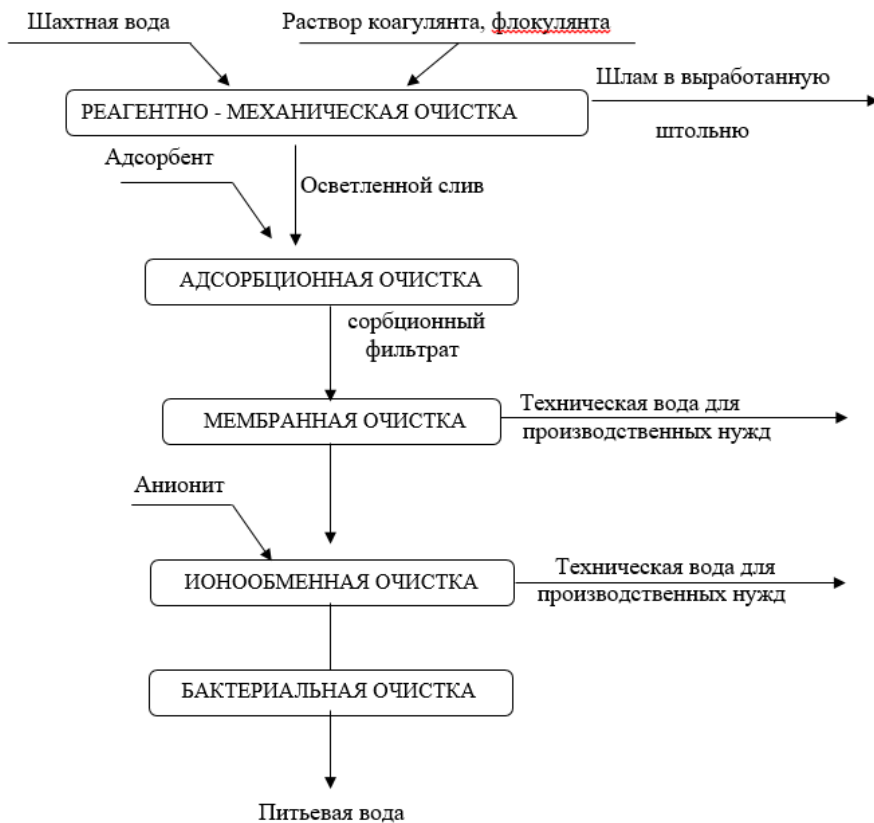 Шахтная вода
Раствор коагулянта, флокулянта
Шлам в выработанную
штольню
РЕАГЕНТНО - МЕХАНИЧЕСКАЯ ОЧИСТКА
Адсорбент
Осветленной слив
АДСОРБЦИОННАЯ ОЧИСТКА
сорбционный
фильтрат
МЕМБРАННАЯ ОЧИСТКА
Техническая вода для
производственных нужд
Анионит
ИОНООБМЕННАЯ ОЧИСТКА
Техническая вода для
производственных нужд
БАКТЕРИАЛЬНАЯ ОЧИСТКА
Питьевая вода